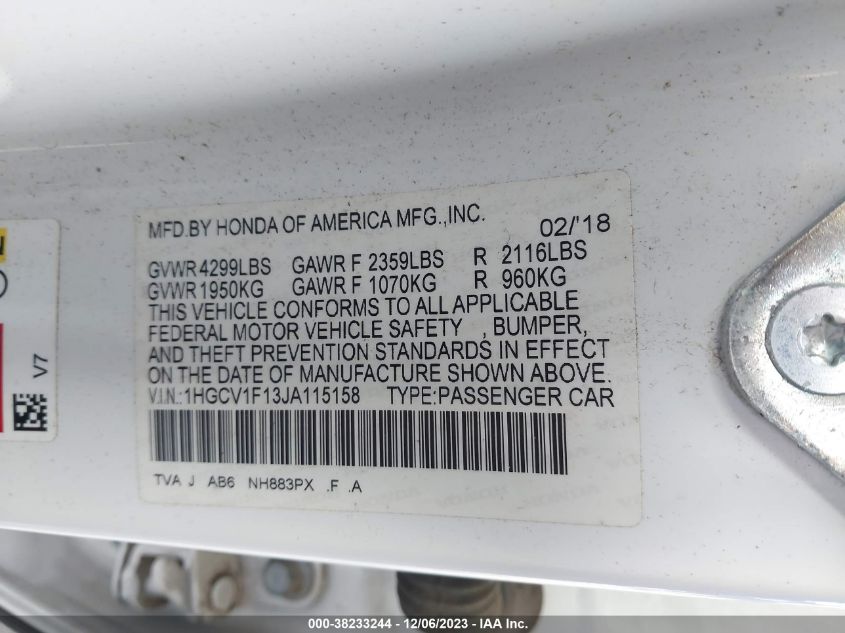 MFD.BY HONDA OF AMERICA MFG.,INC. 02/'18
GVWR 4299LBS GAWR F 2359LBS R 2116LBS
GVWR 1950KG GAWR F 1070KG R 960KG
THIS VEHICLE CONFORMS TO ALL APPLICABLE
FEDERAL MOTOR VEHICLE SAFETY , BUMPER,
AND THEFT PREVENTION STANDARDS IN EFFECT
ON THE DATE OF MANUFACTURE SHOWN ABOVE.
V.I.N.:1HGCV1F13JA115158 TYPE:PASSENGER CAR
TVA J AB6 NH883PX .F .A
V7
000-38233244 - 12/06/2023 - IAA Inc.